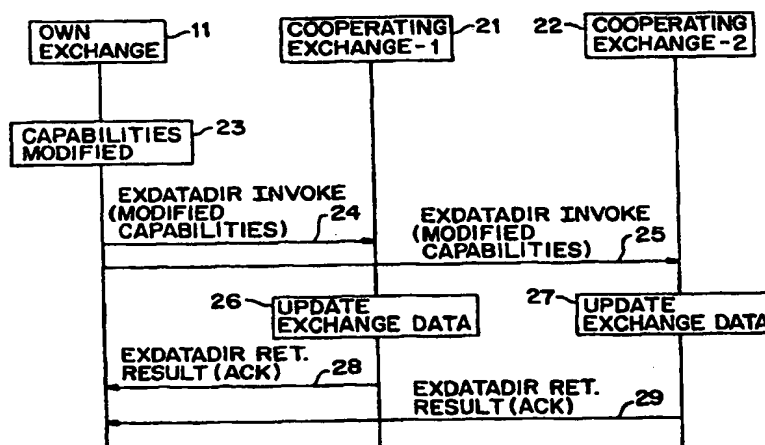 OWN
EXCHANGE
11
COOPERATING
EXCHANGE-1
21
22
COOPERATING
EXCHANGE-2
CAPABILITIES
MODIFIED
23
EXDATADIR INVOKE
(MODIFIED
CAPABILITIES)
24
EXDATADIR INVOKE
(MODIFIED
CAPABILITIES)
25
26
UPDATE
EXCHANGE DATA
27
UPDATE
EXCHANGE DATA
EXDATADIR RET.
RESULT (ACK)
28
EXDATADIR RET.
RESULT (ACK)
29